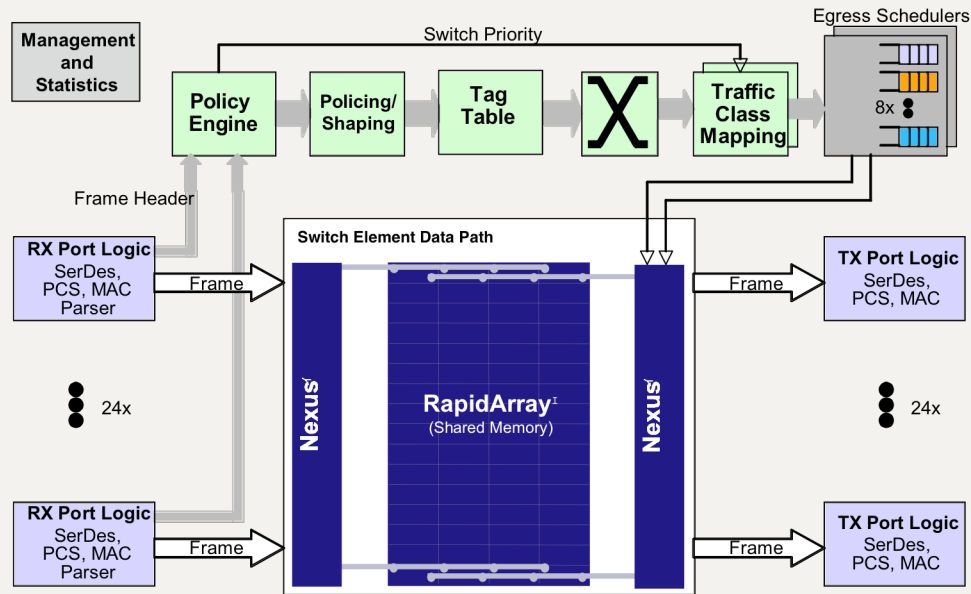 Egress Schedulers
Switch Priority
Management
and
Statistics
Policy
Engine
Policing/
Shaping
Tag
Table
Traffic
Class
Mapping
8x
Frame Header
RX Port Logic
SerDes,
PCS, MAC
Parser
Frame
Switch Element Data Path
Frame
TX Port Logic
SerDes,
PCS, MAC
24x
Nexus
RapidArray
(Shared Memory)
Nexus
24x
RX Port Logic
SerDes,
PCS, MAC
Parser
Frame
Frame
TX Port Logic
SerDes,
PCS, MAC